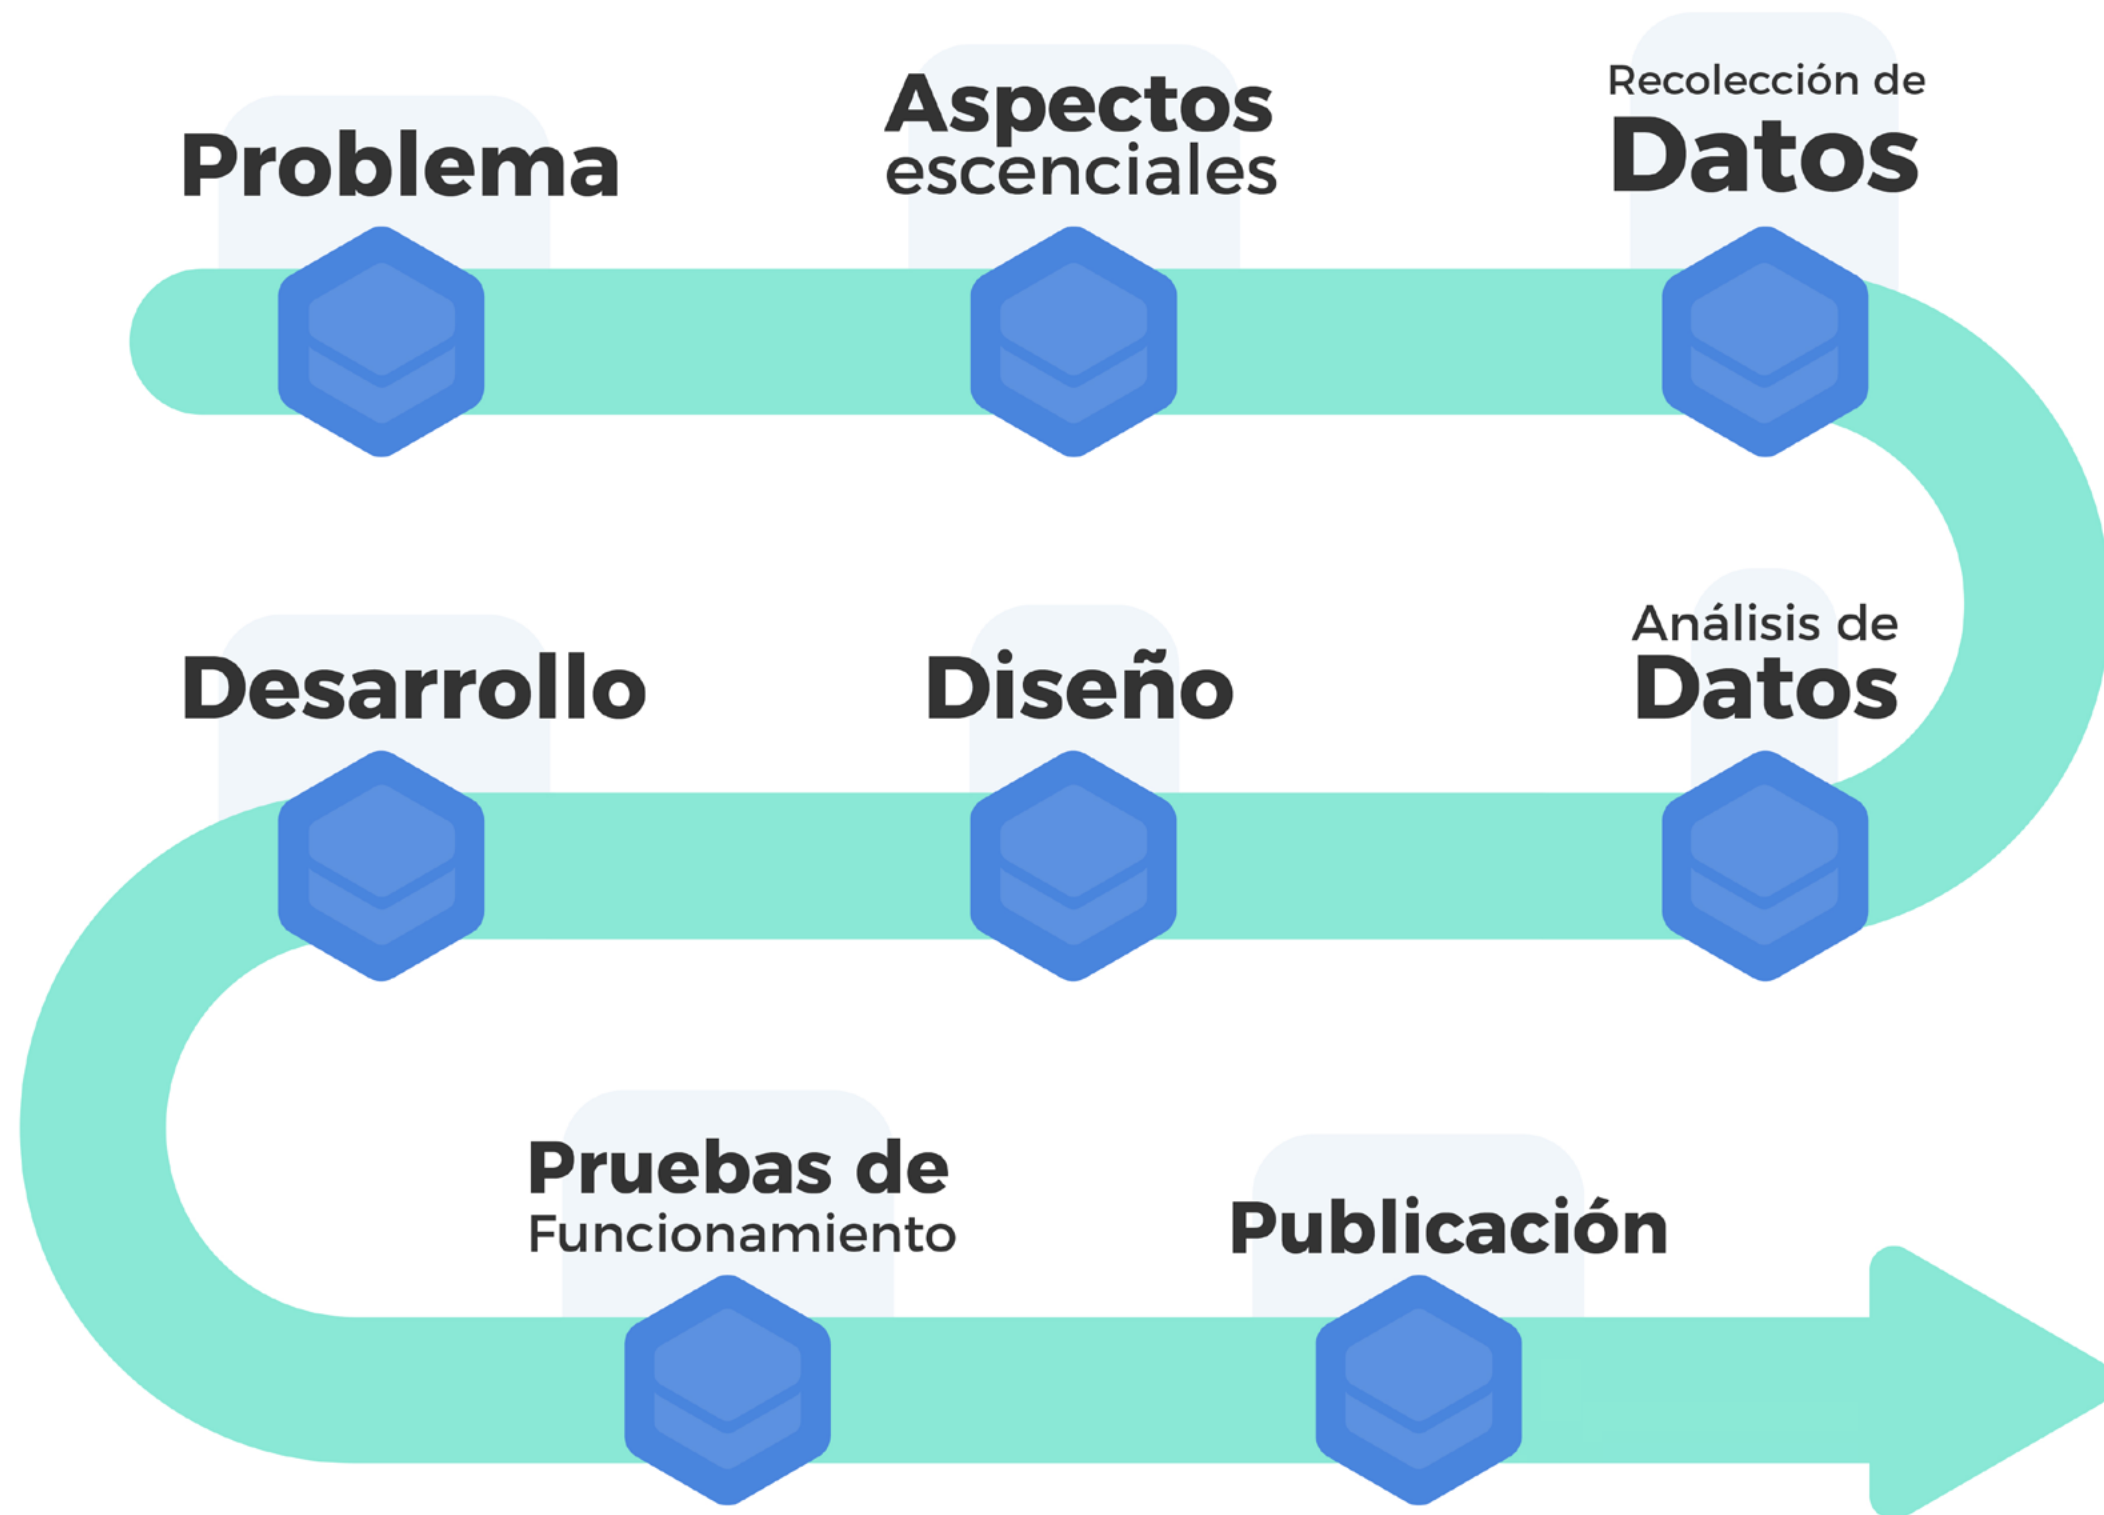 Problema
Aspectos
escenciales
Recolección de
Datos
Análisis de
Datos
Diseño
Desarrollo
Pruebas de
Funcionamiento
Publicación